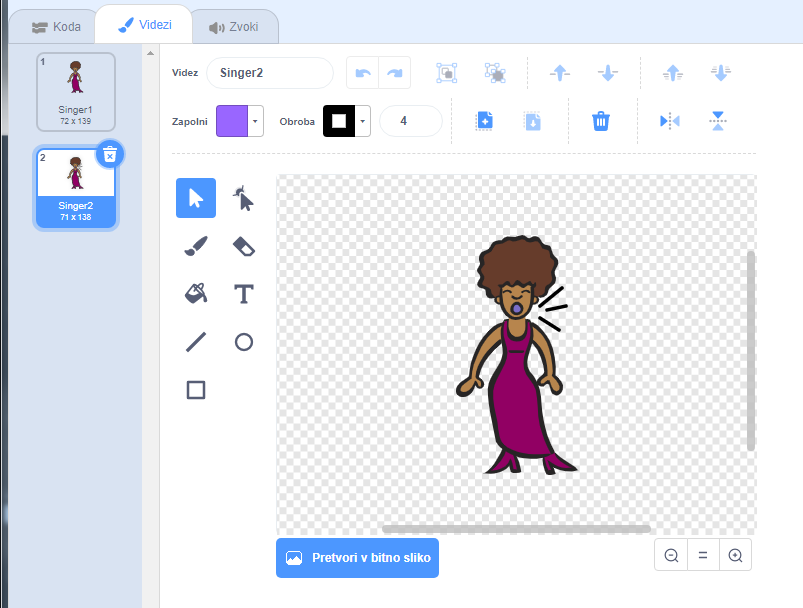 Koda
Videzi
Zvoki
1
Singer1
72 x 139
2
Singer2
71 x 138
Videz
Singer2
Zapolni
Obroba
4
T
Pretvori v bitno sliko